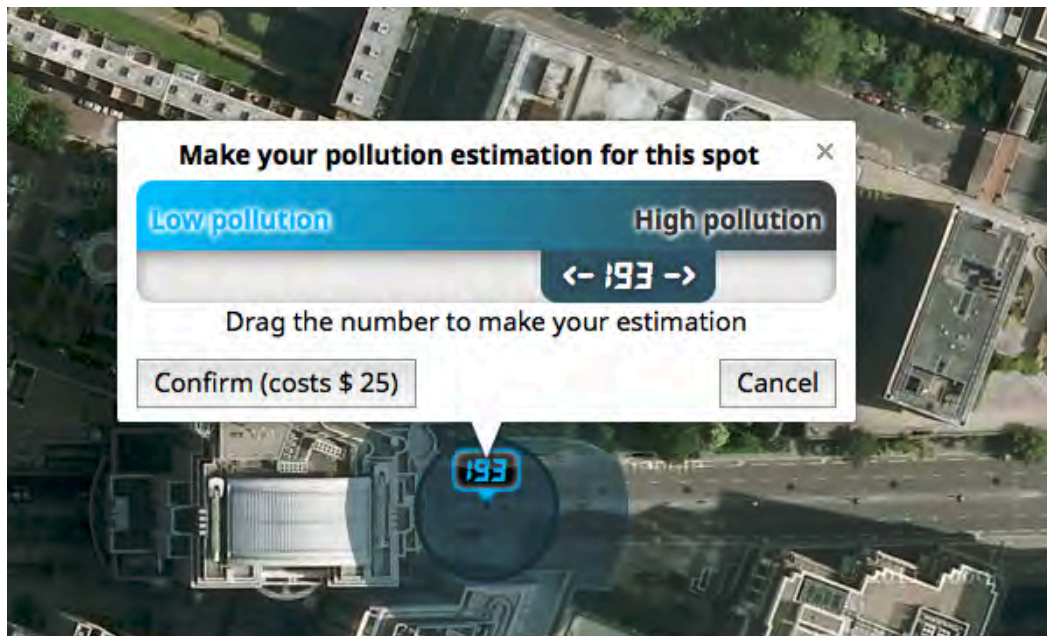 Make your pollution estimation for this spot ×
Low pollution High pollution
<- 193 ->
Drag the number to make your estimation
Confirm (costs $ 25) Cancel
193